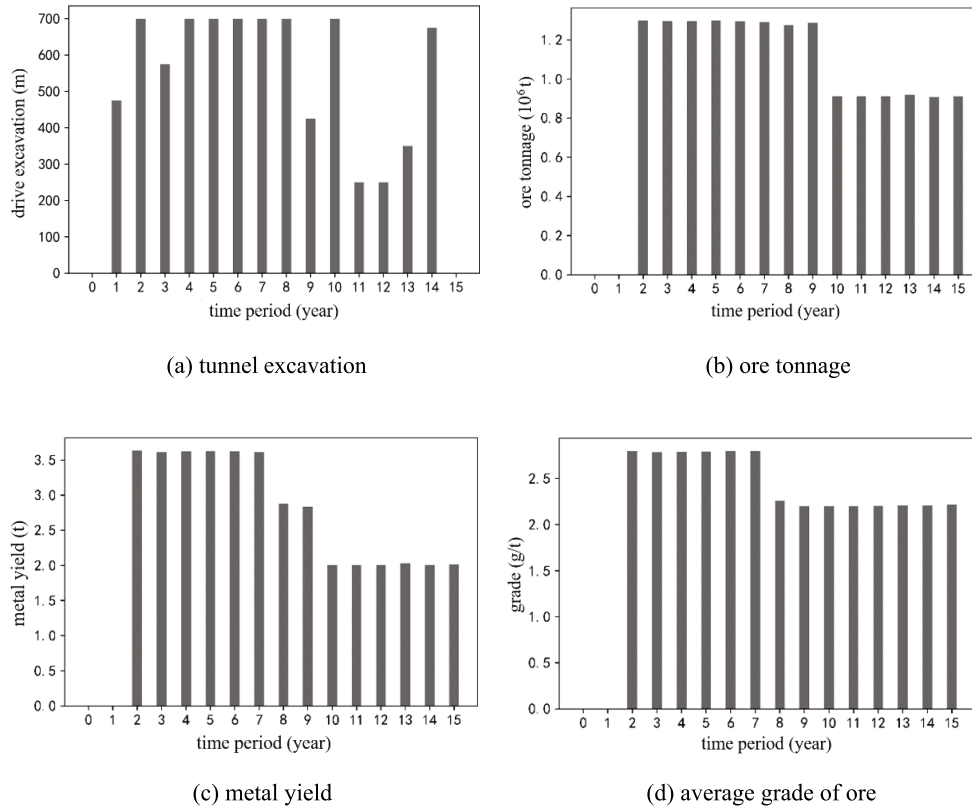 700
600
500
400
300
200
100
0
drive excavation (m)
0 1 2 3 4 5 6 7 8 9 10 11 12 13 14 15
time period (year)
(a) tunnel excavation
1.2
1.0
0.8
0.6
0.4
0.2
0.0
ore tonnage (10⁶t)
0 1 2 3 4 5 6 7 8 9 10 11 12 13 14 15
time period (year)
(b) ore tonnage
3.5
3.0
2.5
2.0
1.5
1.0
0.5
0.0
metal yield (t)
0 1 2 3 4 5 6 7 8 9 10 11 12 13 14 15
time period (year)
(c) metal yield
2.5
2.0
1.5
1.0
0.5
0.0
grade (g/t)
0 1 2 3 4 5 6 7 8 9 10 11 12 13 14 15
time period (year)
(d) average grade of ore